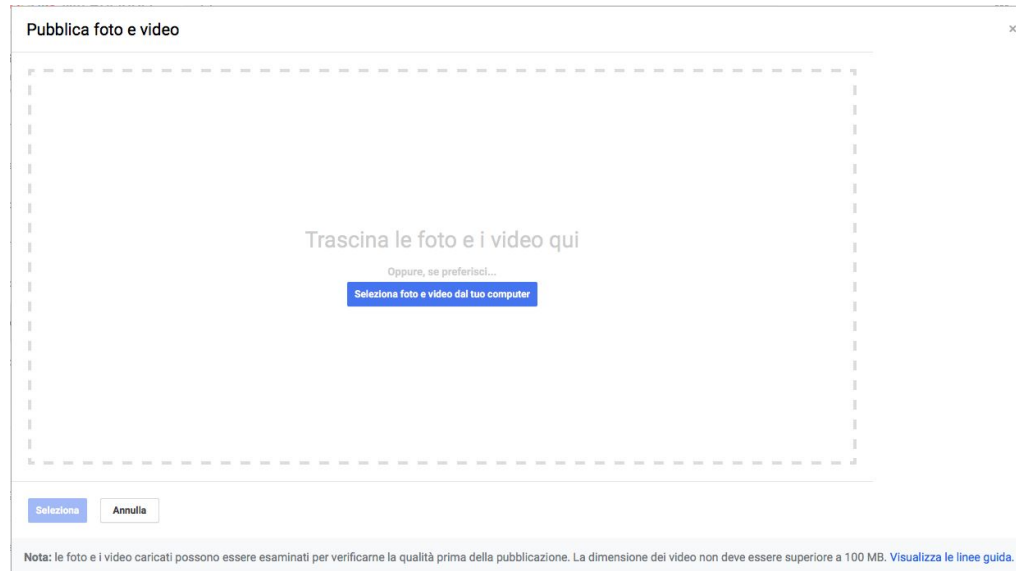 Pubblica foto e video
Trascina le foto e i video qui
Oppure, se preferisci...
Seleziona foto e video dal tuo computer
Seleziona
Annulla
Nota: le foto e i video caricati possono essere esaminati per verificarne la qualità prima della pubblicazione. La dimensione dei video non deve essere superiore a 100 MB. Visualizza le linee guida.